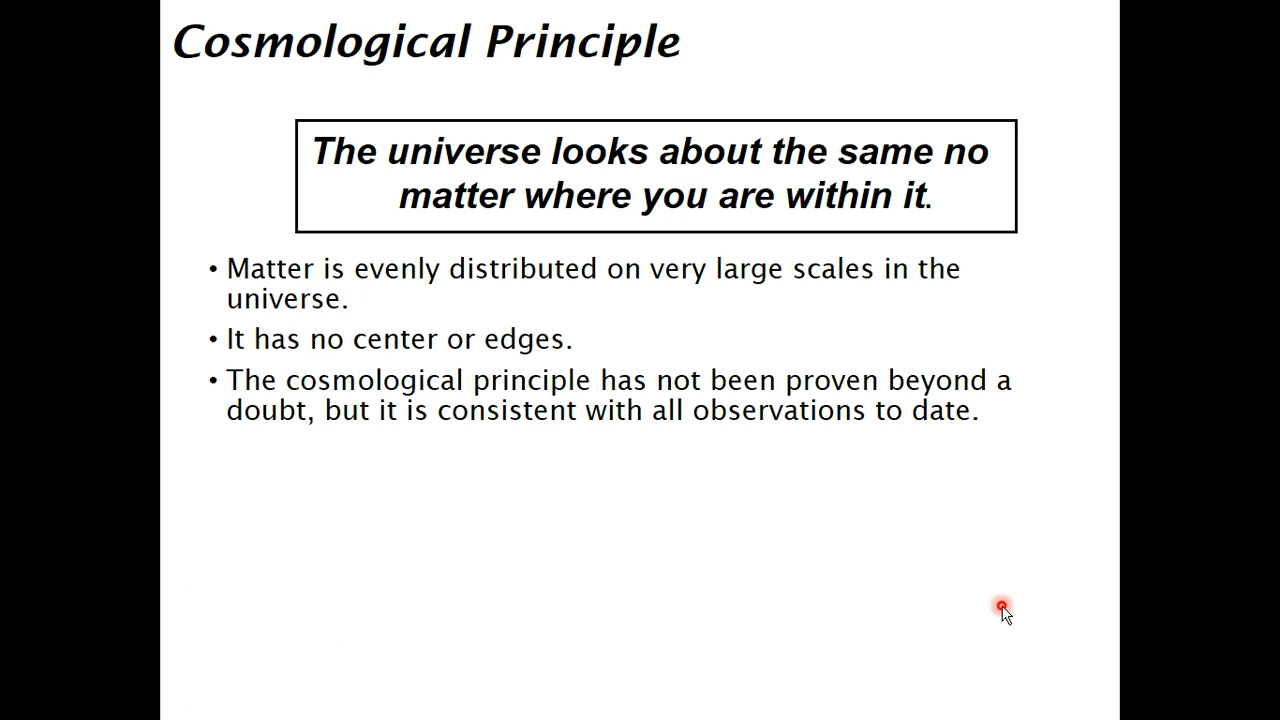 Cosmological Principle
The universe looks about the same no
matter where you are within it.
• Matter is evenly distributed on very large scales in the
universe.
• It has no center or edges.
• The cosmological principle has not been proven beyond a
doubt, but it is consistent with all observations to date.